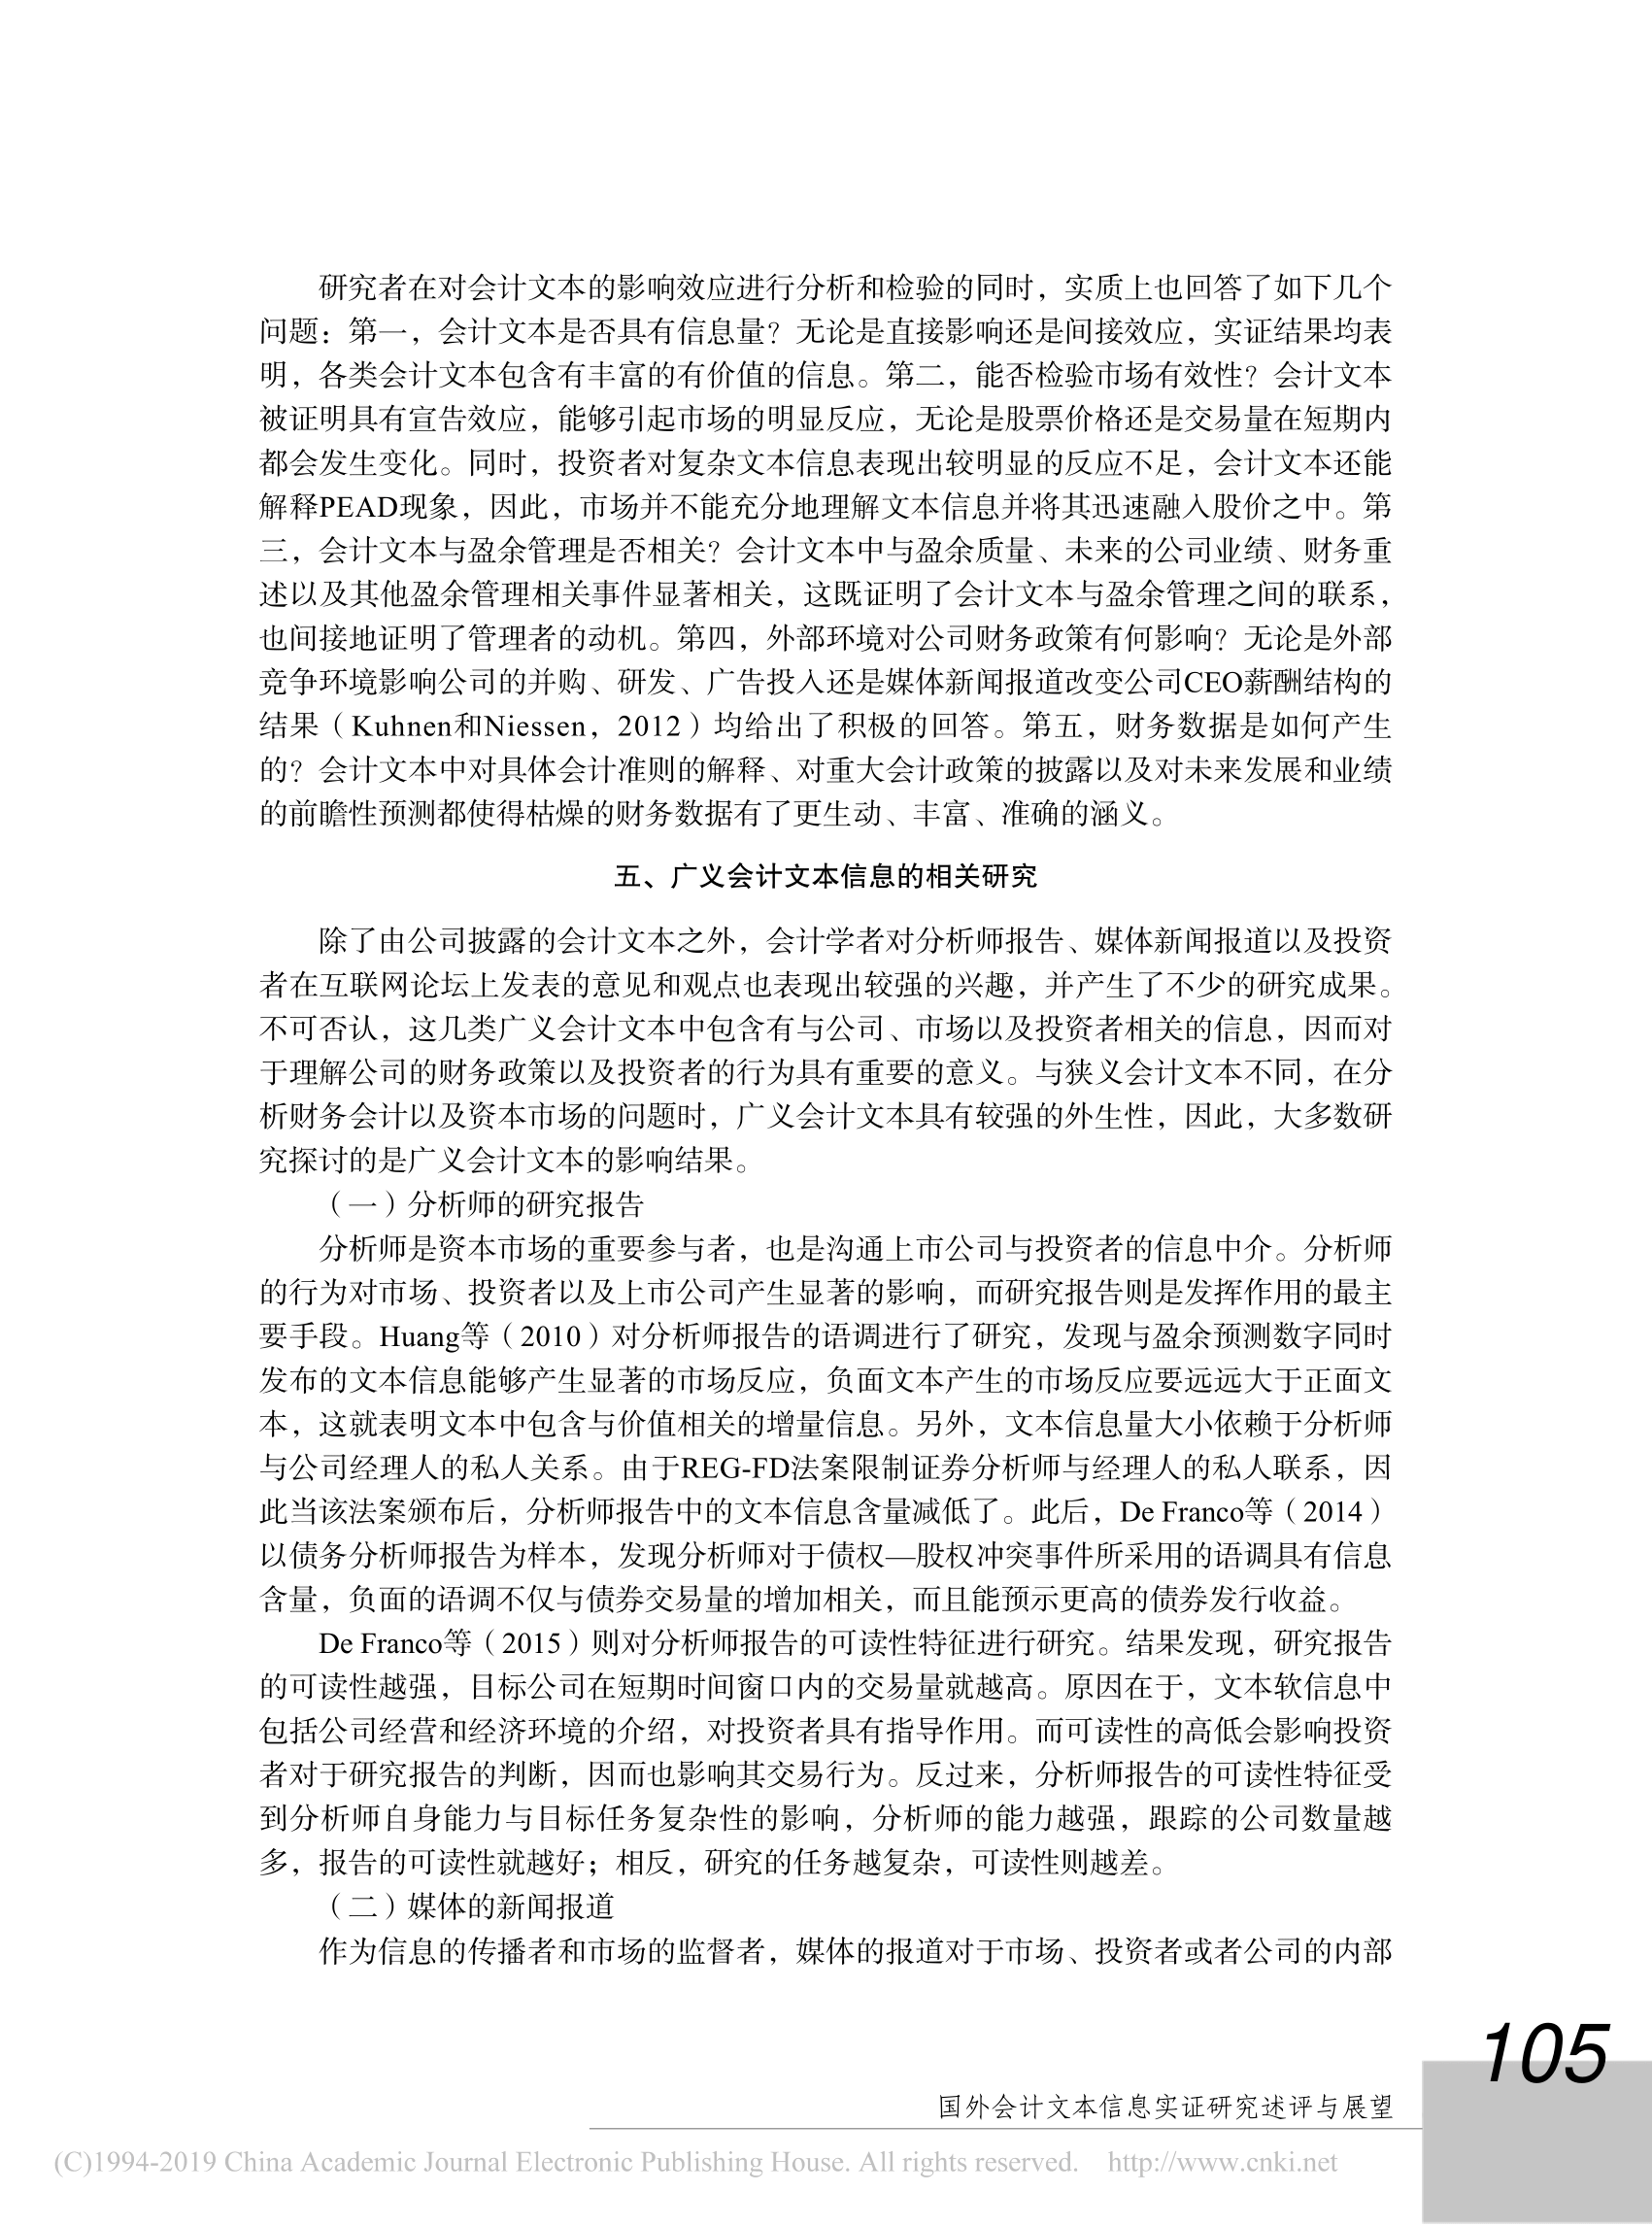 研究者在对会计文本的影响效应进行分析和检验的同时，实质上也回答了如下几个
问题：第一，会计文本是否具有信息量？无论是直接影响还是间接效应，实证结果均表
明，各类会计文本包含有丰富的有价值的信息。第二，能否检验市场有效性？会计文本
被证明具有宣告效应，能够引起市场的明显反应，无论是股票价格还是交易量在短期内
都会发生变化。同时，投资者对复杂文本信息表现出较明显的反应不足，会计文本还能
解释PEAD现象，因此，市场并不能充分地理解文本信息并将其迅速融入股价之中。第
三，会计文本与盈余管理是否相关？会计文本中与盈余质量、未来的公司业绩、财务重
述以及其他盈余管理相关事件显著相关，这既证明了会计文本与盈余管理之间的联系，
也间接地证明了管理者的动机。第四，外部环境对公司财务政策有何影响？无论是外部
竞争环境影响公司的并购、研发、广告投入还是媒体新闻报道改变公司CEO薪酬结构的
结果（Kuhnen和Niessen，2012）均给出了积极的回答。第五，财务数据是如何产生
的？会计文本中对具体会计准则的解释、对重大会计政策的披露以及对未来发展和业绩
的前瞻性预测都使得枯燥的财务数据有了更生动、丰富、准确的涵义。
五、广义会计文本信息的相关研究
除了由公司披露的会计文本之外，会计学者对分析师报告、媒体新闻报道以及投资
者在互联网论坛上发表的意见和观点也表现出较强的兴趣，并产生了不少的研究成果。
不可否认，这几类广义会计文本中包含有与公司、市场以及投资者相关的信息，因而对
于理解公司的财务政策以及投资者的行为具有重要的意义。与狭义会计文本不同，在分
析财务会计以及资本市场的问题时，广义会计文本具有较强的外生性，因此，大多数研
究探讨的是广义会计文本的影响结果。
（一）分析师的研究报告
分析师是资本市场的重要参与者，也是沟通上市公司与投资者的信息中介。分析师
的行为对市场、投资者以及上市公司产生显著的影响，而研究报告则是发挥作用的最主
要手段。Huang等（2010）对分析师报告的语调进行了研究，发现与盈余预测数字同时
发布的文本信息能够产生显著的市场反应，负面文本产生的市场反应要远远大于正面文
本，这就表明文本中包含与价值相关的增量信息。另外，文本信息量大小依赖于分析师
与公司经理人的私人关系。由于REG-FD法案限制证券分析师与经理人的私人联系，因
此当该法案颁布后，分析师报告中的文本信息含量减低了。此后，De Franco等（2014）
以债务分析师报告为样本，发现分析师对于债权—股权冲突事件所采用的语调具有信息
含量，负面的语调不仅与债券交易量的增加相关，而且能预示更高的债券发行收益。
De Franco等（2015）则对分析师报告的可读性特征进行研究。结果发现，研究报告
的可读性越强，目标公司在短期时间窗口内的交易量就越高。原因在于，文本软信息中
包括公司经营和经济环境的介绍，对投资者具有指导作用。而可读性的高低会影响投资
者对于研究报告的判断，因而也影响其交易行为。反过来，分析师报告的可读性特征受
到分析师自身能力与目标任务复杂性的影响，分析师的能力越强，跟踪的公司数量越
多，报告的可读性就越好；相反，研究的任务越复杂，可读性则越差。
（二）媒体的新闻报道
作为信息的传播者和市场的监督者，媒体的报道对于市场、投资者或者公司的内部
105
国外会计文本信息实证研究述评与展望
(C)1994-2019 China Academic Journal Electronic Publishing House. All rights reserved. http://www.cnki.net